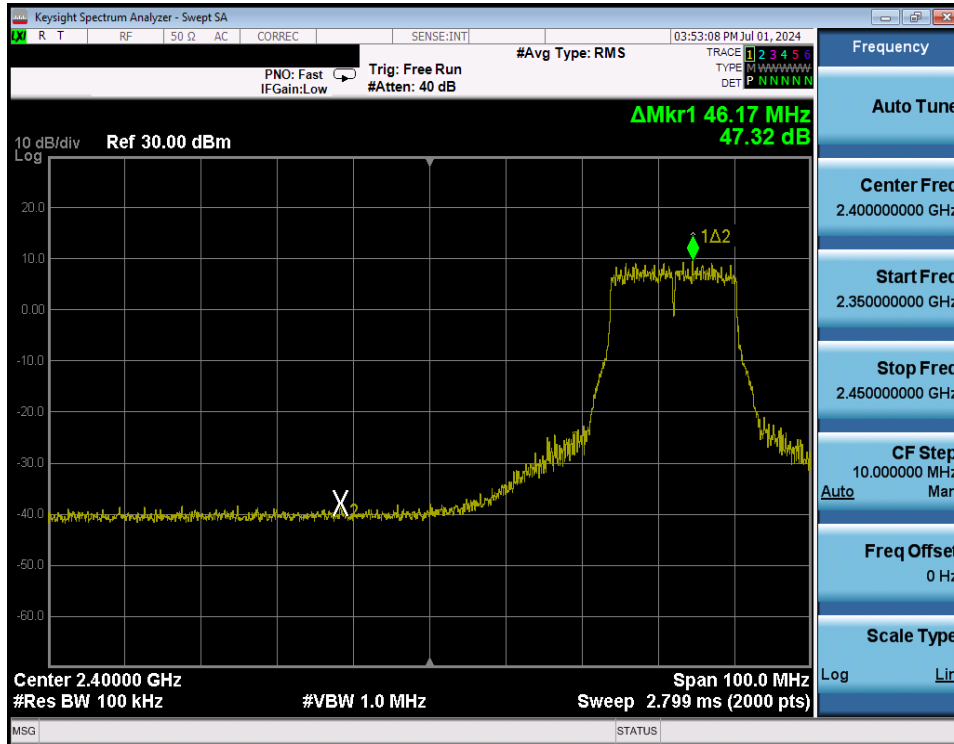 Keysight Spectrum Analyzer - Swept SA
LXI R T RF 50 Ω AC CORREC SENSE:INT 03:53:08 PM Jul 01, 2024
#Avg Type: RMS
TRACE 1 2 3 4 5 6
TYPE M W W W W W
DET P N N N N N
PNO: Fast
IFGain:Low
Trig: Free Run
#Atten: 40 dB
ΔMkr1 46.17 MHz
47.32 dB
10 dB/div
Log
Ref 30.00 dBm
20.0
10.0
0.00
-10.0
-20.0
-30.0
-40.0
-60.0
1Δ2
X2
Center 2.40000 GHz
Span 100.0 MHz
#Res BW 100 kHz
#VBW 1.0 MHz
Sweep 2.799 ms (2000 pts)
MSG
STATUS
Frequency
Auto Tune
Center Freq
2.400000000 GHz
Start Freq
2.350000000 GHz
Stop Freq
2.450000000 GHz
CF Step
10.000000 MHz
Auto Man
Freq Offset
0 Hz
Scale Type
Log Lin